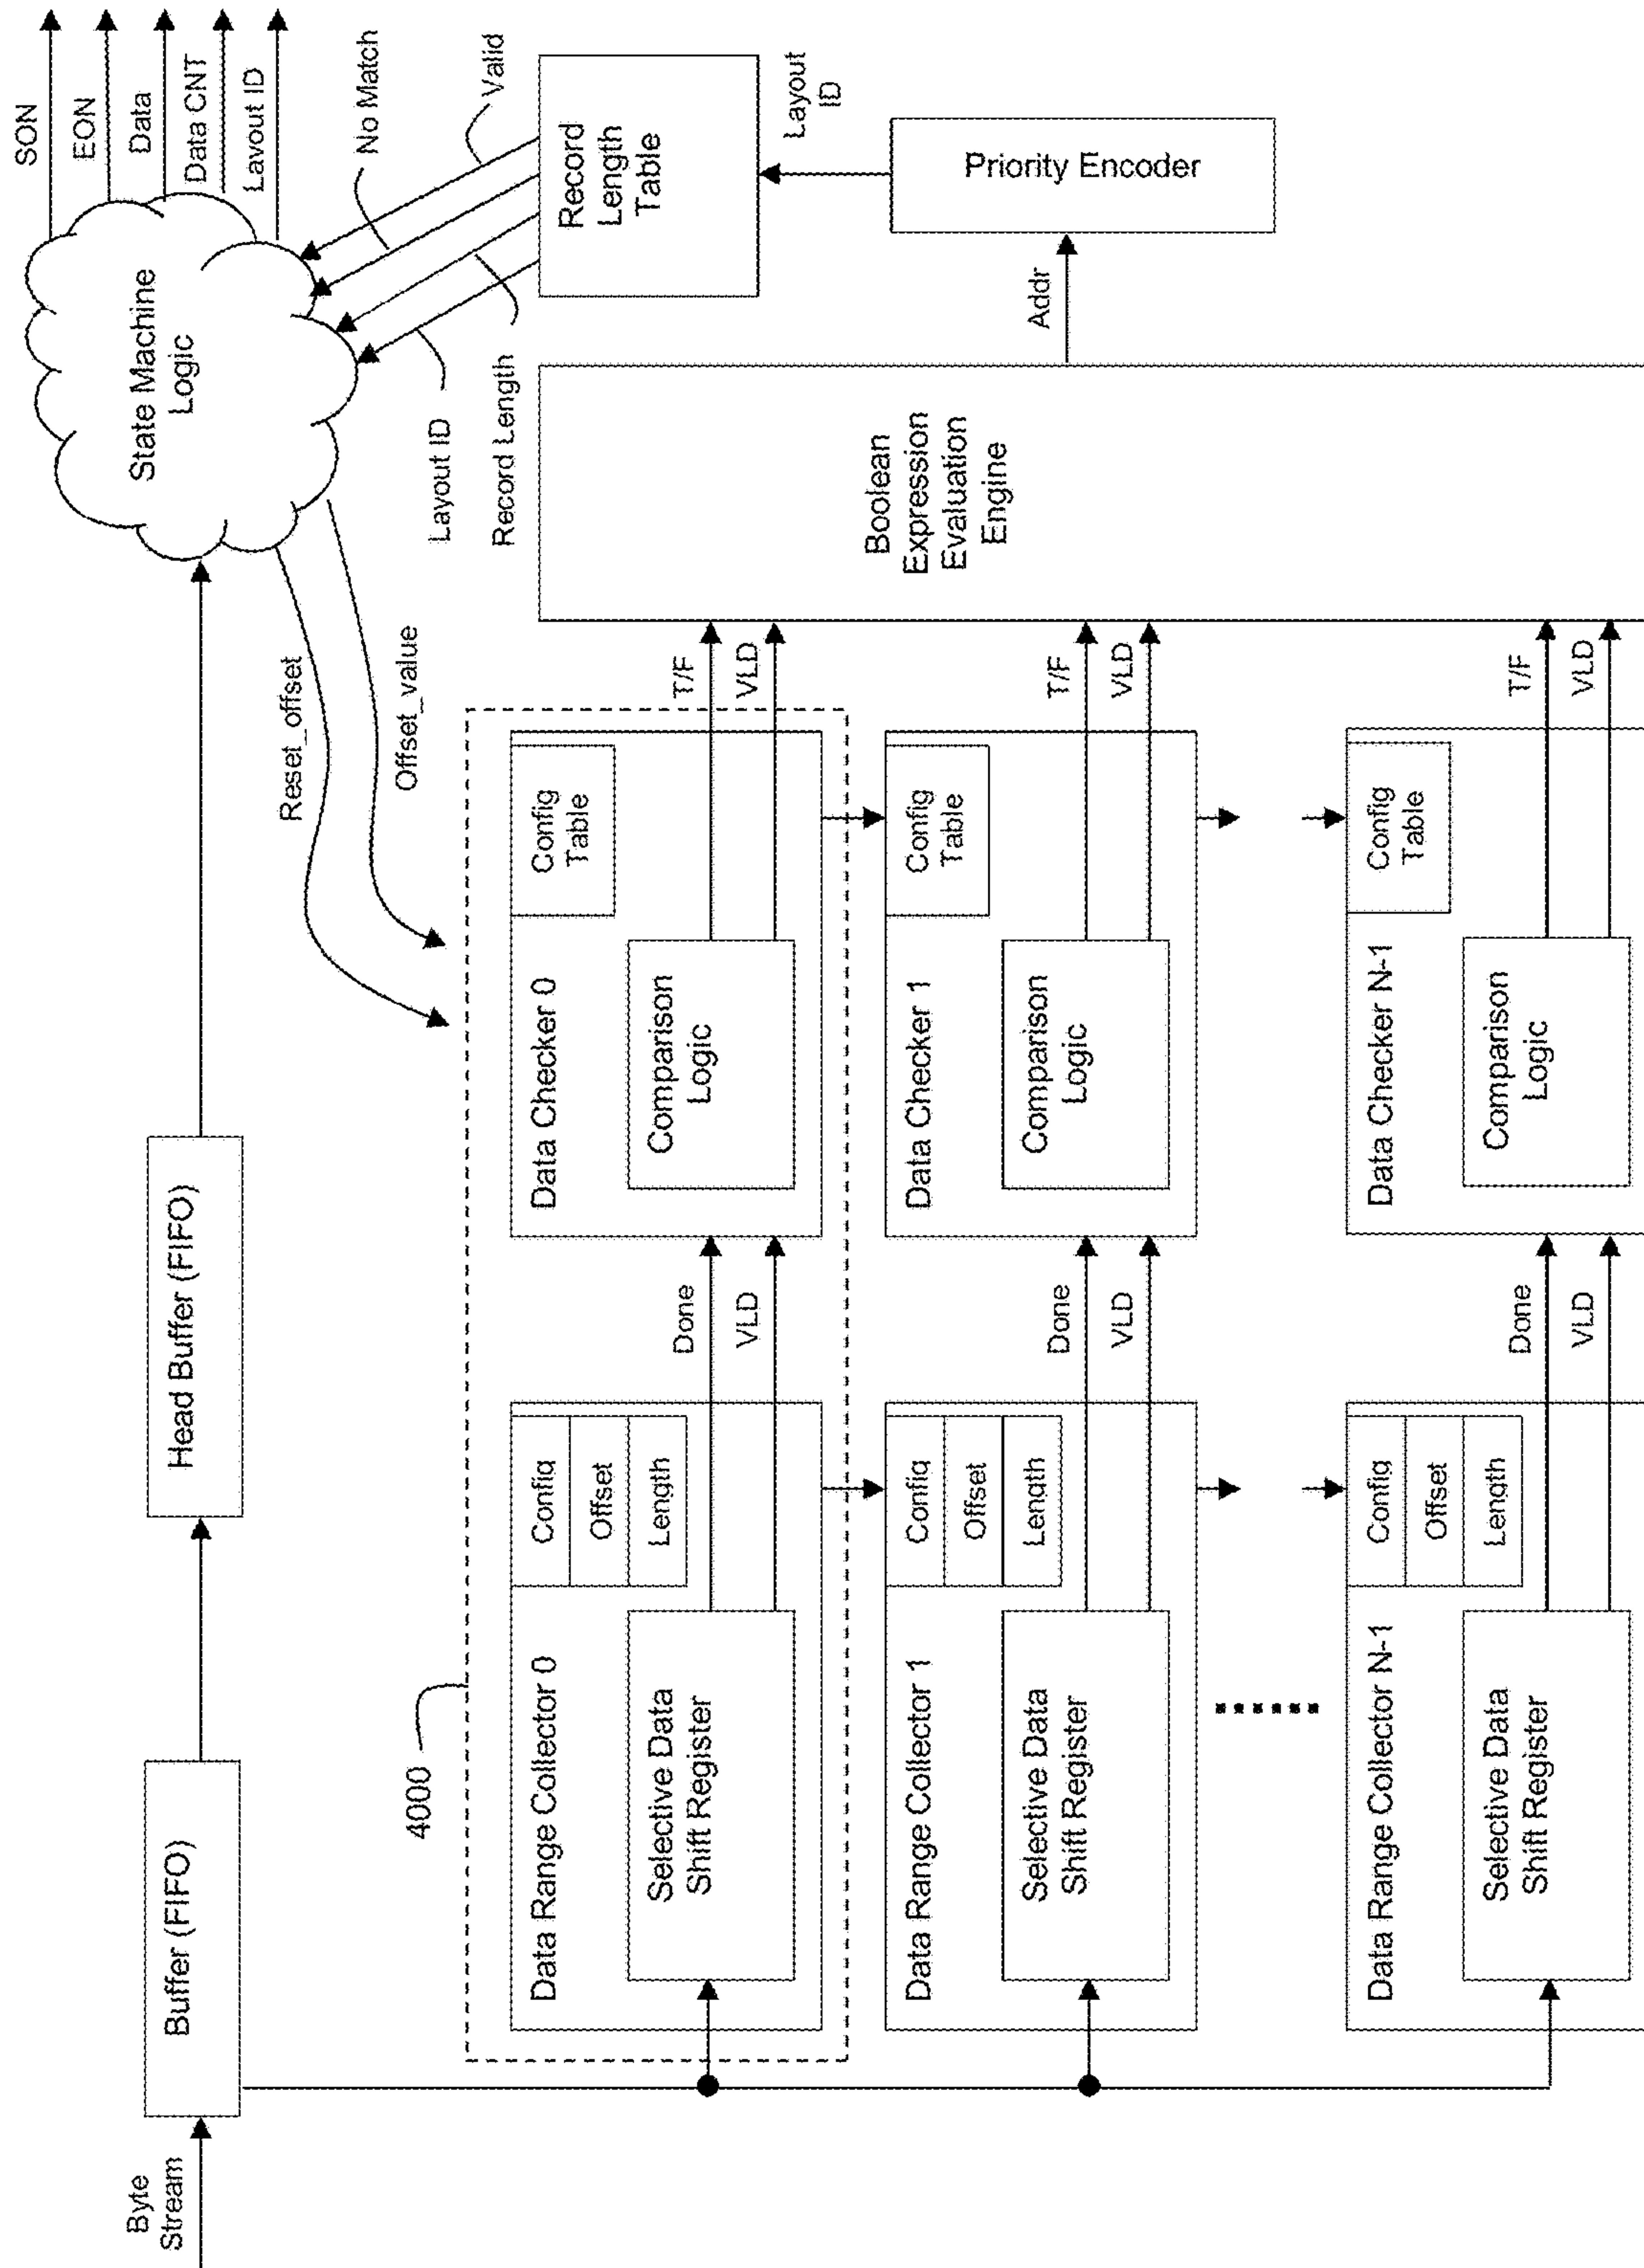 Byte
Stream
Buffer (FIFO)
Head Buffer (FIFO)
State Machine
Logic
SON
EON
Data
Data CNT
Layout ID
Reset_offset
Offset_value
Layout ID
Record Length
No Match
Valid
Record
Length
Table
Layout
ID
Priority Encoder
Addr
Boolean
Expression
Evaluation
Engine
4000
Data Range Collector 0
Config
Offset
Length
Selective Data
Shift Register
Done
VLD
Data Checker 0
Config
Table
Comparison
Logic
T/F
VLD
Data Range Collector 1
Config
Offset
Length
Selective Data
Shift Register
Done
VLD
Data Checker 1
Config
Table
Comparison
Logic
T/F
VLD
Data Range Collector N-1
Config
Offset
Length
Selective Data
Shift Register
Done
VLD
Data Checker N-1
Config
Table
Comparison
Logic
T/F
VLD